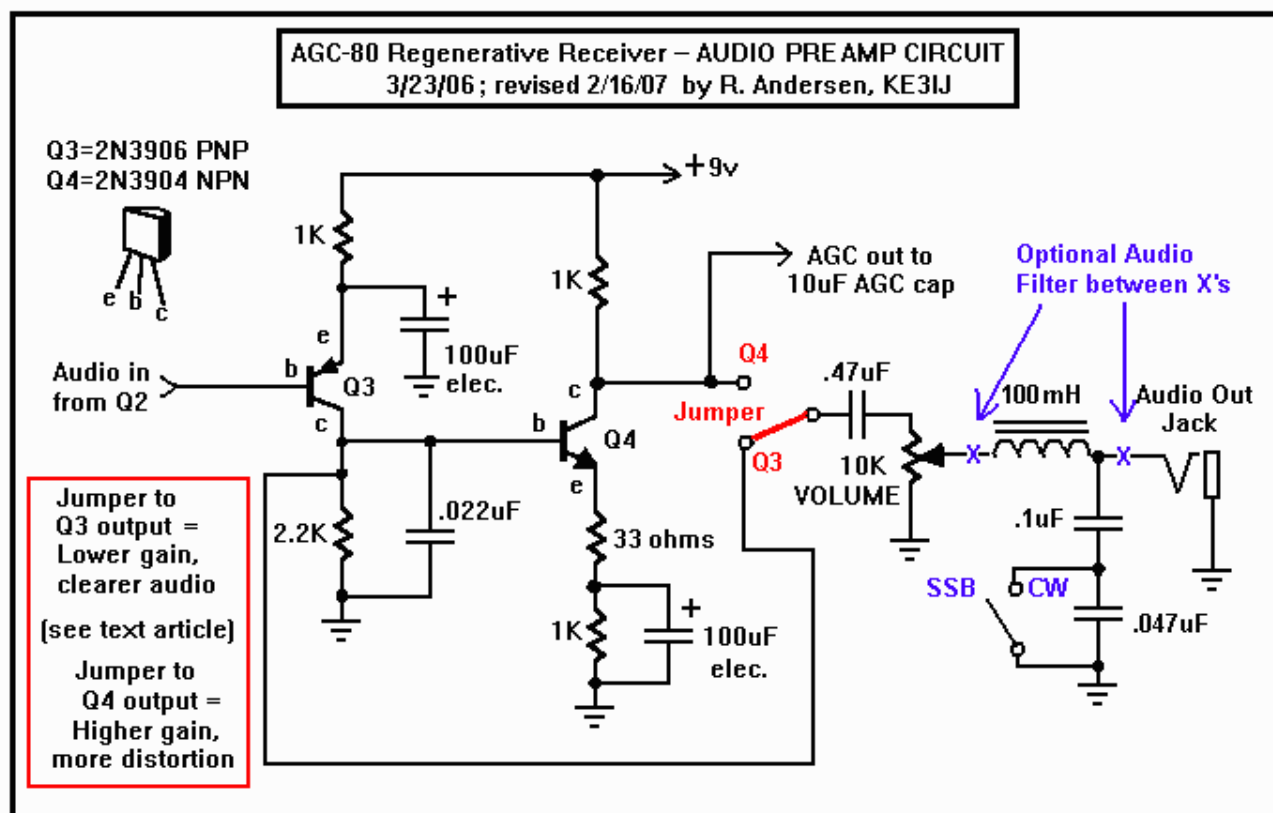 AGC-80 Regenerative Receiver – AUDIO PREAMP CIRCUIT
3/23/06; revised 2/16/07 by R. Andersen, KE3IJ
Q3=2N3906 PNP
Q4=2N3904 NPN
e
b
c
1K
+9v
1K
AGC out to
10uF AGC cap
Optional Audio
Filter between X's
+
100uF
elec.
e
b
Q3
c
Audio in
from Q2
Q4
c
b
Q4
e
Jumper
Q3
.47uF
10K
VOLUME
X
100mH
X
Audio Out
Jack
Jumper to
Q3 output =
Lower gain,
clearer audio
(see text article)
Jumper to
Q4 output =
Higher gain,
more distortion
2.2K
.022uF
33 ohms
1K
+
100uF
elec.
.1uF
SSB
CW
.047uF